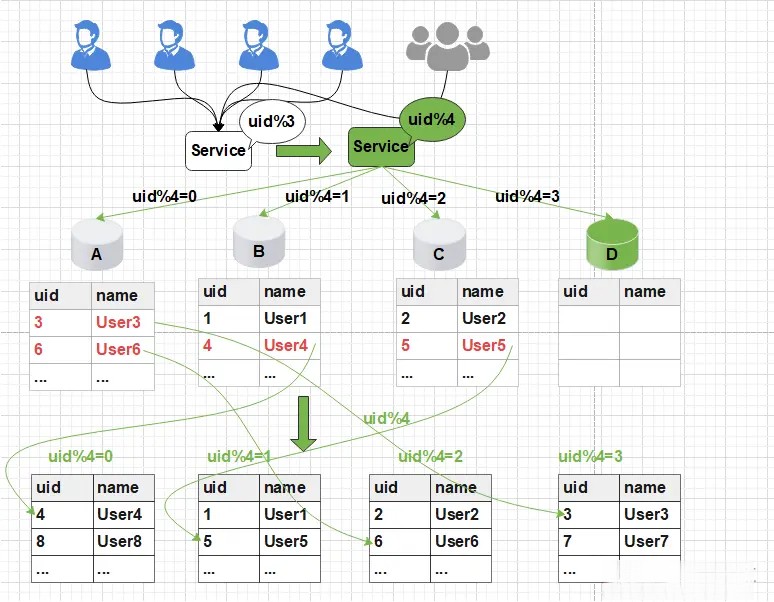 uid%3
uid%4
Service
Service
uid%4=0
uid%4=1
uid%4=2
uid%4=3
A
B
C
D
uid name
3 User3
6 User6
... ...
uid name
1 User1
4 User4
... ...
uid name
2 User2
5 User5
... ...
uid name
uid%4
uid%4=0
uid%4=1
uid%4=2
uid%4=3
uid name
4 User4
8 User8
... ...
uid name
1 User1
5 User5
... ...
uid name
2 User2
6 User6
... ...
uid name
3 User3
7 User7
...